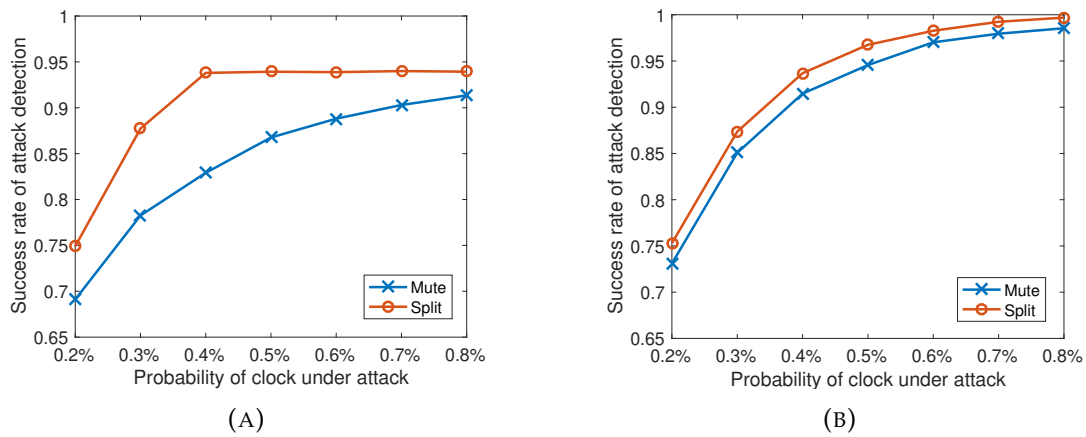 Success rate of attack detection
1
0.95
0.9
0.85
0.8
0.75
0.7
0.65
0.2% 0.3% 0.4% 0.5% 0.6% 0.7% 0.8%
Probability of clock under attack
Mute
Split
(A)
Success rate of attack detection
1
0.95
0.9
0.85
0.8
0.75
0.7
0.65
0.2% 0.3% 0.4% 0.5% 0.6% 0.7% 0.8%
Probability of clock under attack
Mute
Split
(B)